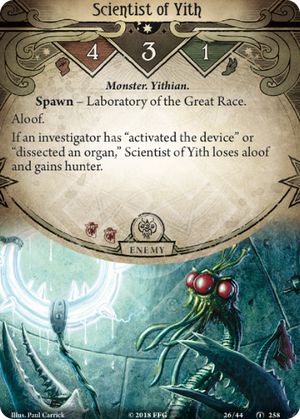 Scientist of Yith
4 3 1
Monster. Yithian.
Spawn – Laboratory of the Great Race.
Aloof.
If an investigator has “activated the device” or
“dissected an organ,” Scientist of Yith loses aloof
and gains hunter.
ENEMY
Illus. Paul Carrick © 2018 FFG 26/44 258